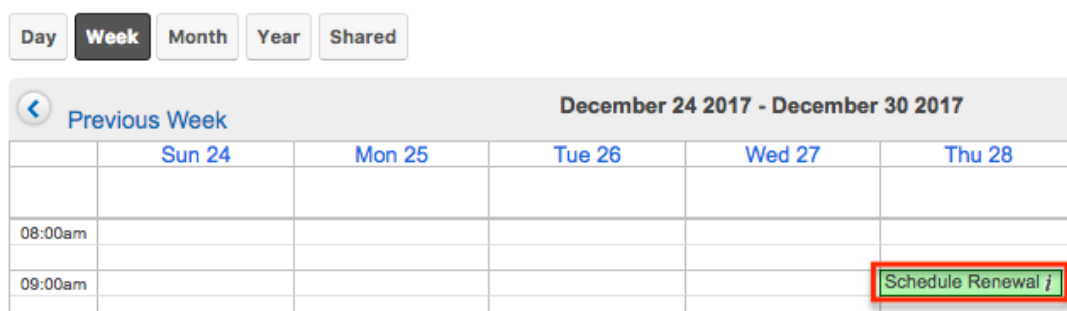 Day Week Month Year Shared
Previous Week December 24 2017 - December 30 2017
Sun 24 Mon 25 Tue 26 Wed 27 Thu 28
08:00am
09:00am Schedule Renewal i